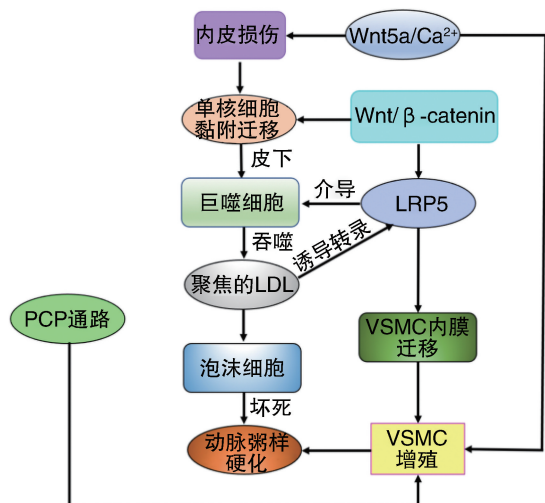 内皮损伤
Wnt5a/Ca²⁺
单核细胞
黏附迁移
Wnt/β-catenin
皮下
介导
巨噬细胞
LRP5
吞噬
诱导转录
聚焦的LDL
PCP通路
VSMC内膜
迁移
泡沫细胞
坏死
动脉粥样
硬化
VSMC
增殖